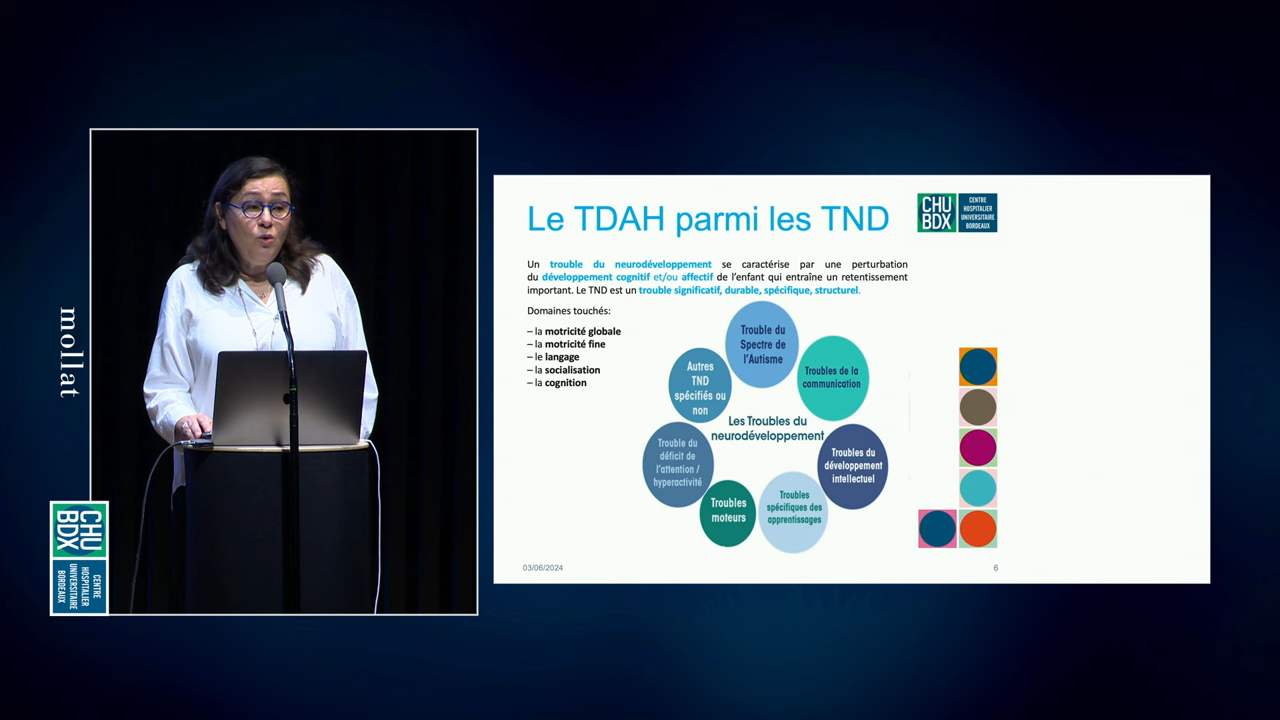 mollat
CHU
BDX
CENTRE
HOSPITALIER
UNIVERSITAIRE
BORDEAUX
Le TDAH parmi les TND
CHU
BDX
CENTRE
HOSPITALIER
UNIVERSITAIRE
BORDEAUX
Un trouble du neurodéveloppement se caractérise par une perturbation
du développement cognitif et/ou affectif de l'enfant qui entraîne un retentissement
important. Le TND est un trouble significatif, durable, spécifique, structurel.
Domaines touchés:
– la motricité globale
– la motricité fine
– le langage
– la socialisation
– la cognition
Trouble du
Spectre de
l'Autisme
Troubles de la
communication
Troubles du
développement
intellectuel
Troubles
spécifiques des
apprentissages
Troubles
moteurs
Trouble du
déficit de
l'attention /
hyperactivité
Autres
TND
spécifiés ou
non
Les Troubles du
neurodéveloppement
03/06/2024
6